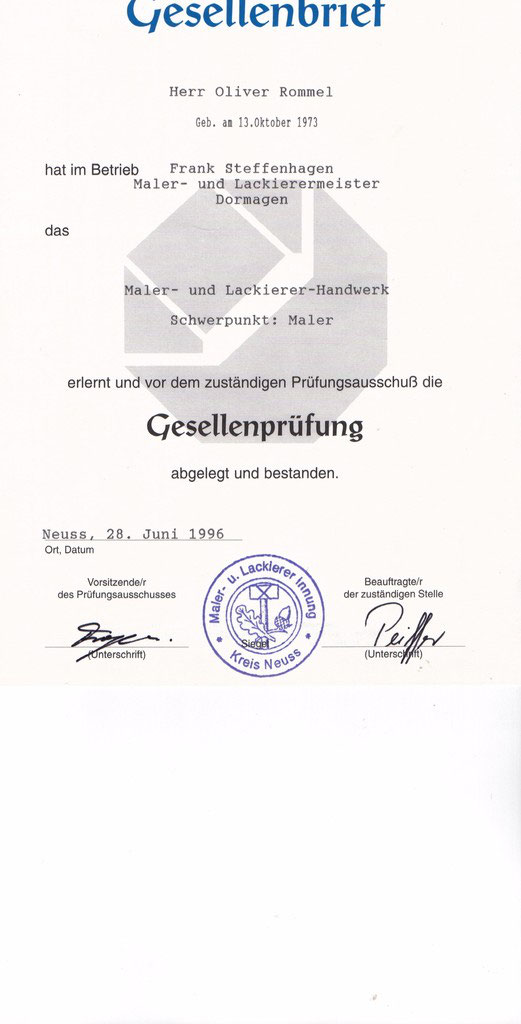 Gesellenbrief
Herr Oliver Rommel
Geb. am 13.Oktober 1973
hat im Betrieb Frank Steffenhagen
Maler- und Lackierermeister
Dormagen
das
Maler- und Lackierer-Handwerk
Schwerpunkt: Maler
erlernt und vor dem zuständigen Prüfungsausschuß die
Gesellenprüfung
abgelegt und bestanden.
Neuss, 28. Juni 1996
Ort, Datum
Vorsitzende/r
des Prüfungsausschusses
(Unterschrift)
Maler- u. Lackierer Innung
Kreis Neuss
Siegel
Beauftragte/r
der zuständigen Stelle
Peiffer
(Unterschrift)